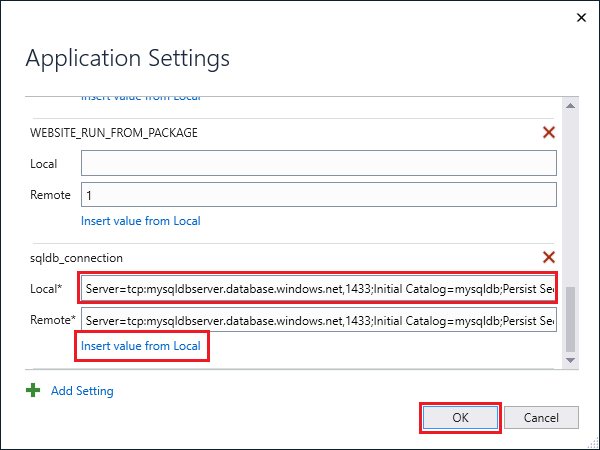 Application Settings
Insert value from Local
WEBSITE_RUN_FROM_PACKAGE
Local
Remote 1
Insert value from Local
sqldb_connection
Local* Server=tcp:mysqldbserver.database.windows.net,1433;Initial Catalog=mysqldb;Persist Sec
Remote* Server=tcp:mysqldbserver.database.windows.net,1433;Initial Catalog=mysqldb;Persist Sec
Insert value from Local
Add Setting
OK Cancel